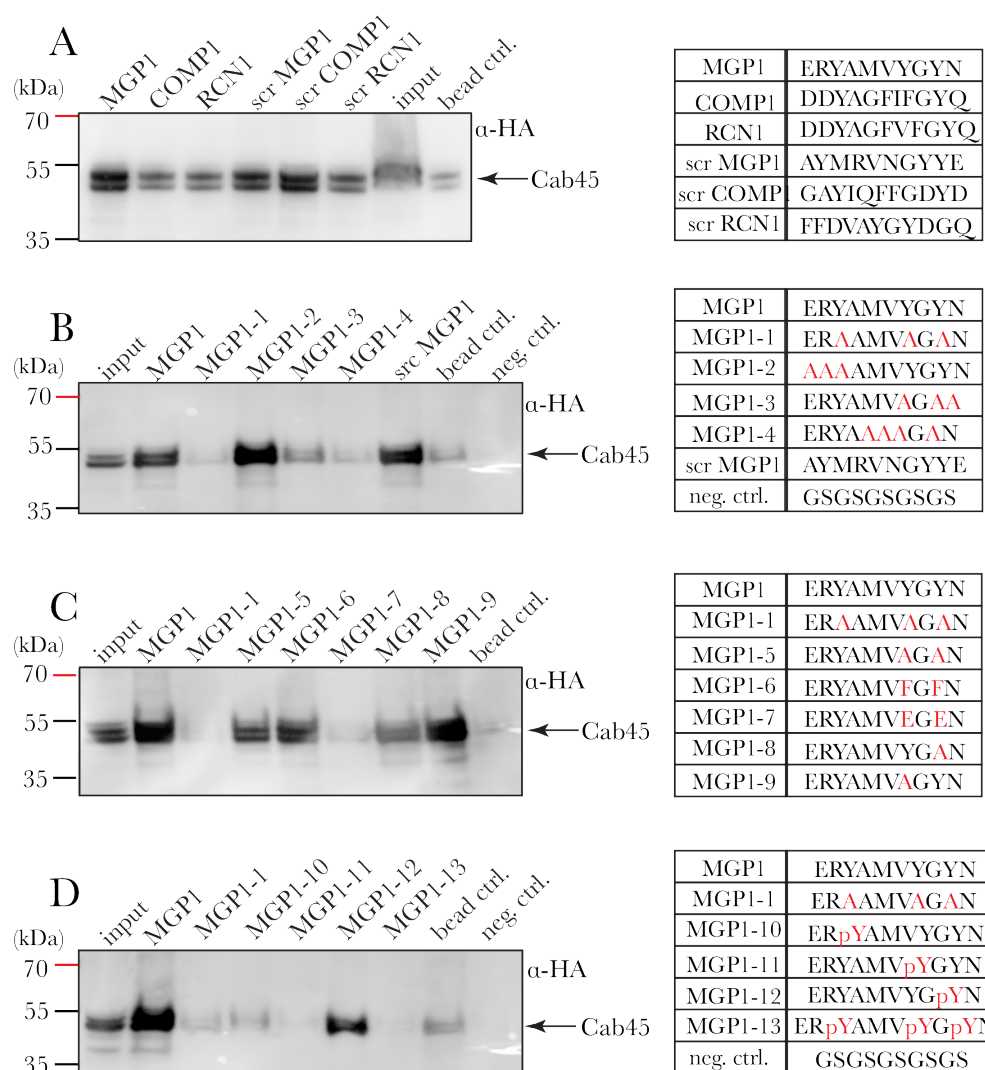 A
(kDa)
MGP1
COMP1
RCN1
scr MGP1
scr COMP1
scr RCN1
input
bead ctrl.
70
55
35
α-HA
Cab45
MGP1 ERYAMVYGYN
COMP1 DDYAGFIFGYQ
RCN1 DDYAGFVFGYQ
scr MGP1 AYMRVNGYYE
scr COMP1 GAYIQFFGDYD
scr RCN1 FFDVAYGYDGQ
B
(kDa)
input
MGP1
MGP1-1
MGP1-2
MGP1-3
MGP1-4
src MGP1
bead ctrl.
neg. ctrl.
70
55
35
α-HA
Cab45
MGP1 ERYAMVYGYN
MGP1-1 ERAAMVAGAN
MGP1-2 AAAAMVYGYN
MGP1-3 ERYAMVAGAA
MGP1-4 ERYAAAAGAN
scr MGP1 AYMRVNGYYE
neg. ctrl. GSGSGSGSGS
C
(kDa)
input
MGP1
MGP1-1
MGP1-5
MGP1-6
MGP1-7
MGP1-8
MGP1-9
bead ctrl.
70
55
35
α-HA
Cab45
MGP1 ERYAMVYGYN
MGP1-1 ERAAMVAGAN
MGP1-5 ERYAMVAGAN
MGP1-6 ERYAMVFGFN
MGP1-7 ERYAMVEGEN
MGP1-8 ERYAMVYGAN
MGP1-9 ERYAMVAGYN
D
(kDa)
input
MGP1
MGP1-1
MGP1-10
MGP1-11
MGP1-12
MGP1-13
bead ctrl.
neg. ctrl.
70
55
35
α-HA
Cab45
MGP1 ERYAMVYGYN
MGP1-1 ERAAMVAGAN
MGP1-10 ERpYAMVYGYN
MGP1-11 ERYAMVpYGYN
MGP1-12 ERYAMVYGpYN
MGP1-13 ERpYAMVpYGpYN
neg. ctrl. GSGSGSGSGS